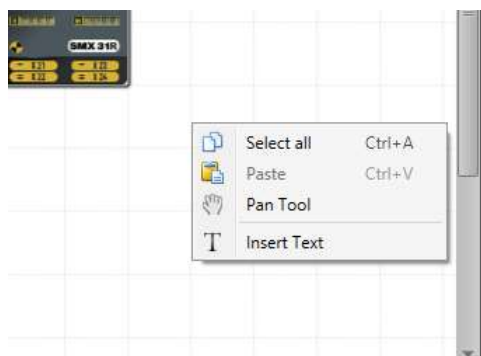 SMX 31R
Select all Ctrl+A
Paste Ctrl+V
Pan Tool
Insert Text